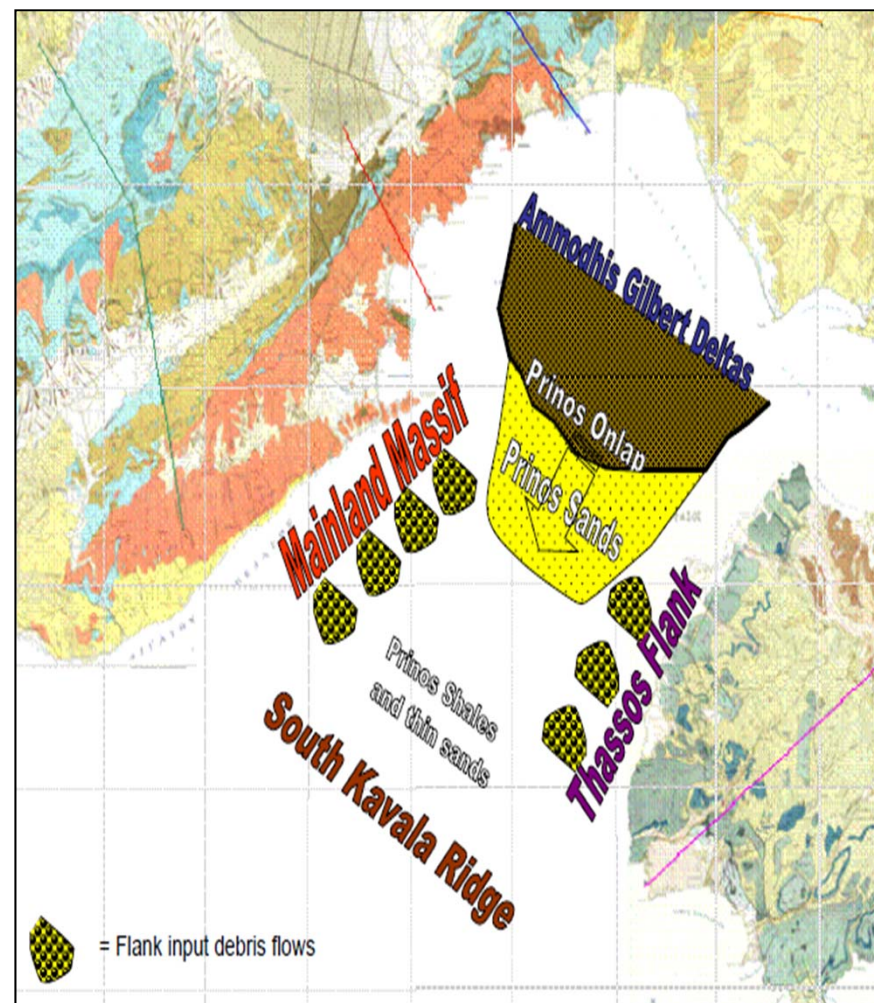 Ammodhis Gilbert Deltas
Prinos Onlap
Prinos Sands
Mainland Massif
Thassos Flank
Prinos Shales
and thin sands
South Kavala Ridge
= Flank input debris flows